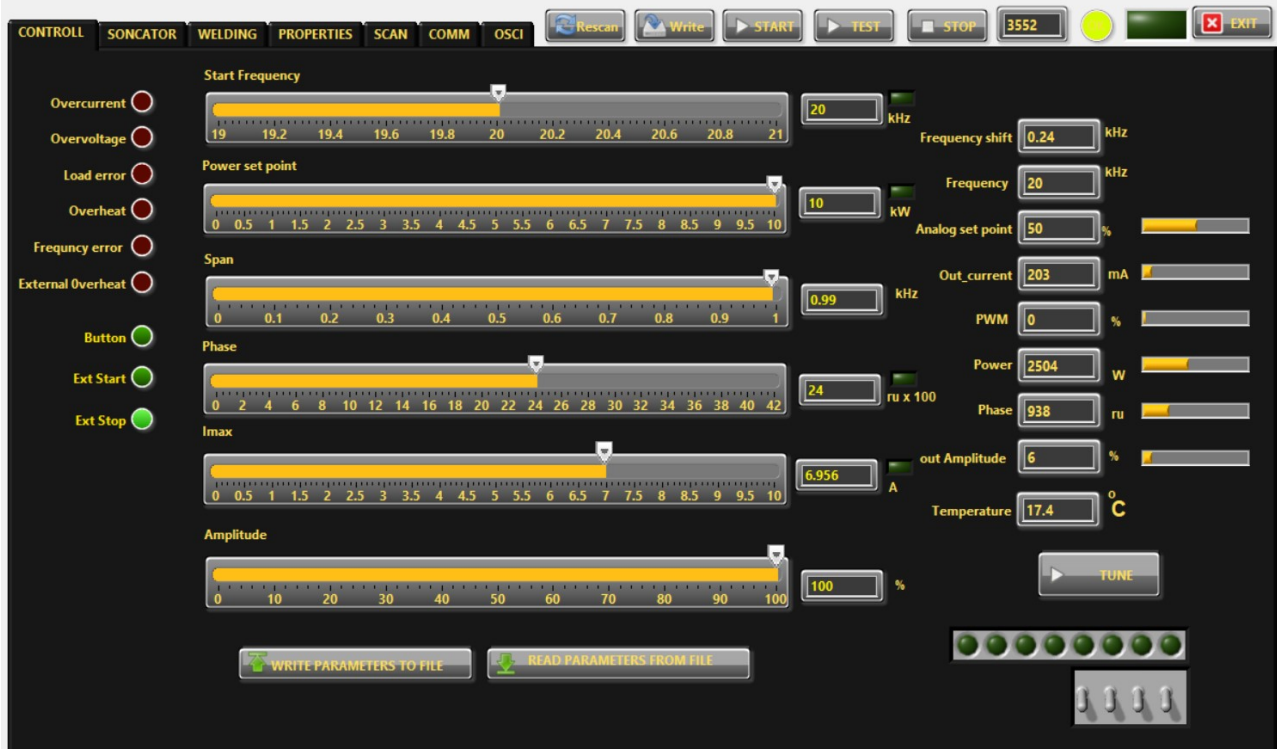 CONTROLL SONCATOR WELDING PROPERTIES SCAN COMM OSCI Rescan Write START TEST STOP 3552 EXIT
Overcurrent
Overvoltage
Load error
Overheat
Frequncy error
External 0verheat
Button
Ext Start
Ext Stop
Start Frequency
19 19.2 19.4 19.6 19.8 20 20.2 20.4 20.6 20.8 21
20
kHz
Power set point
0 0.5 1 1.5 2 2.5 3 3.5 4 4.5 5 5.5 6 6.5 7 7.5 8 8.5 9 9.5 10
10
kW
Span
0 0.1 0.2 0.3 0.4 0.5 0.6 0.7 0.8 0.9 1
0.99
kHz
Phase
0 2 4 6 8 10 12 14 16 18 20 22 24 26 28 30 32 34 36 38 40 42
24
ru x 100
Imax
0 0.5 1 1.5 2 2.5 3 3.5 4 4.5 5 5.5 6 6.5 7 7.5 8 8.5 9 9.5 10
6.956
A
Amplitude
0 10 20 30 40 50 60 70 80 90 100
100
%
WRITE PARAMETERS TO FILE
READ PARAMETERS FROM FILE
Frequency shift 0.24 kHz
Frequency 20 kHz
Analog set point 50 %
Out_current 203 mA
PWM 0 %
Power 2504 W
Phase 938 ru
out Amplitude 6 %
Temperature 17.4 °C
TUNE